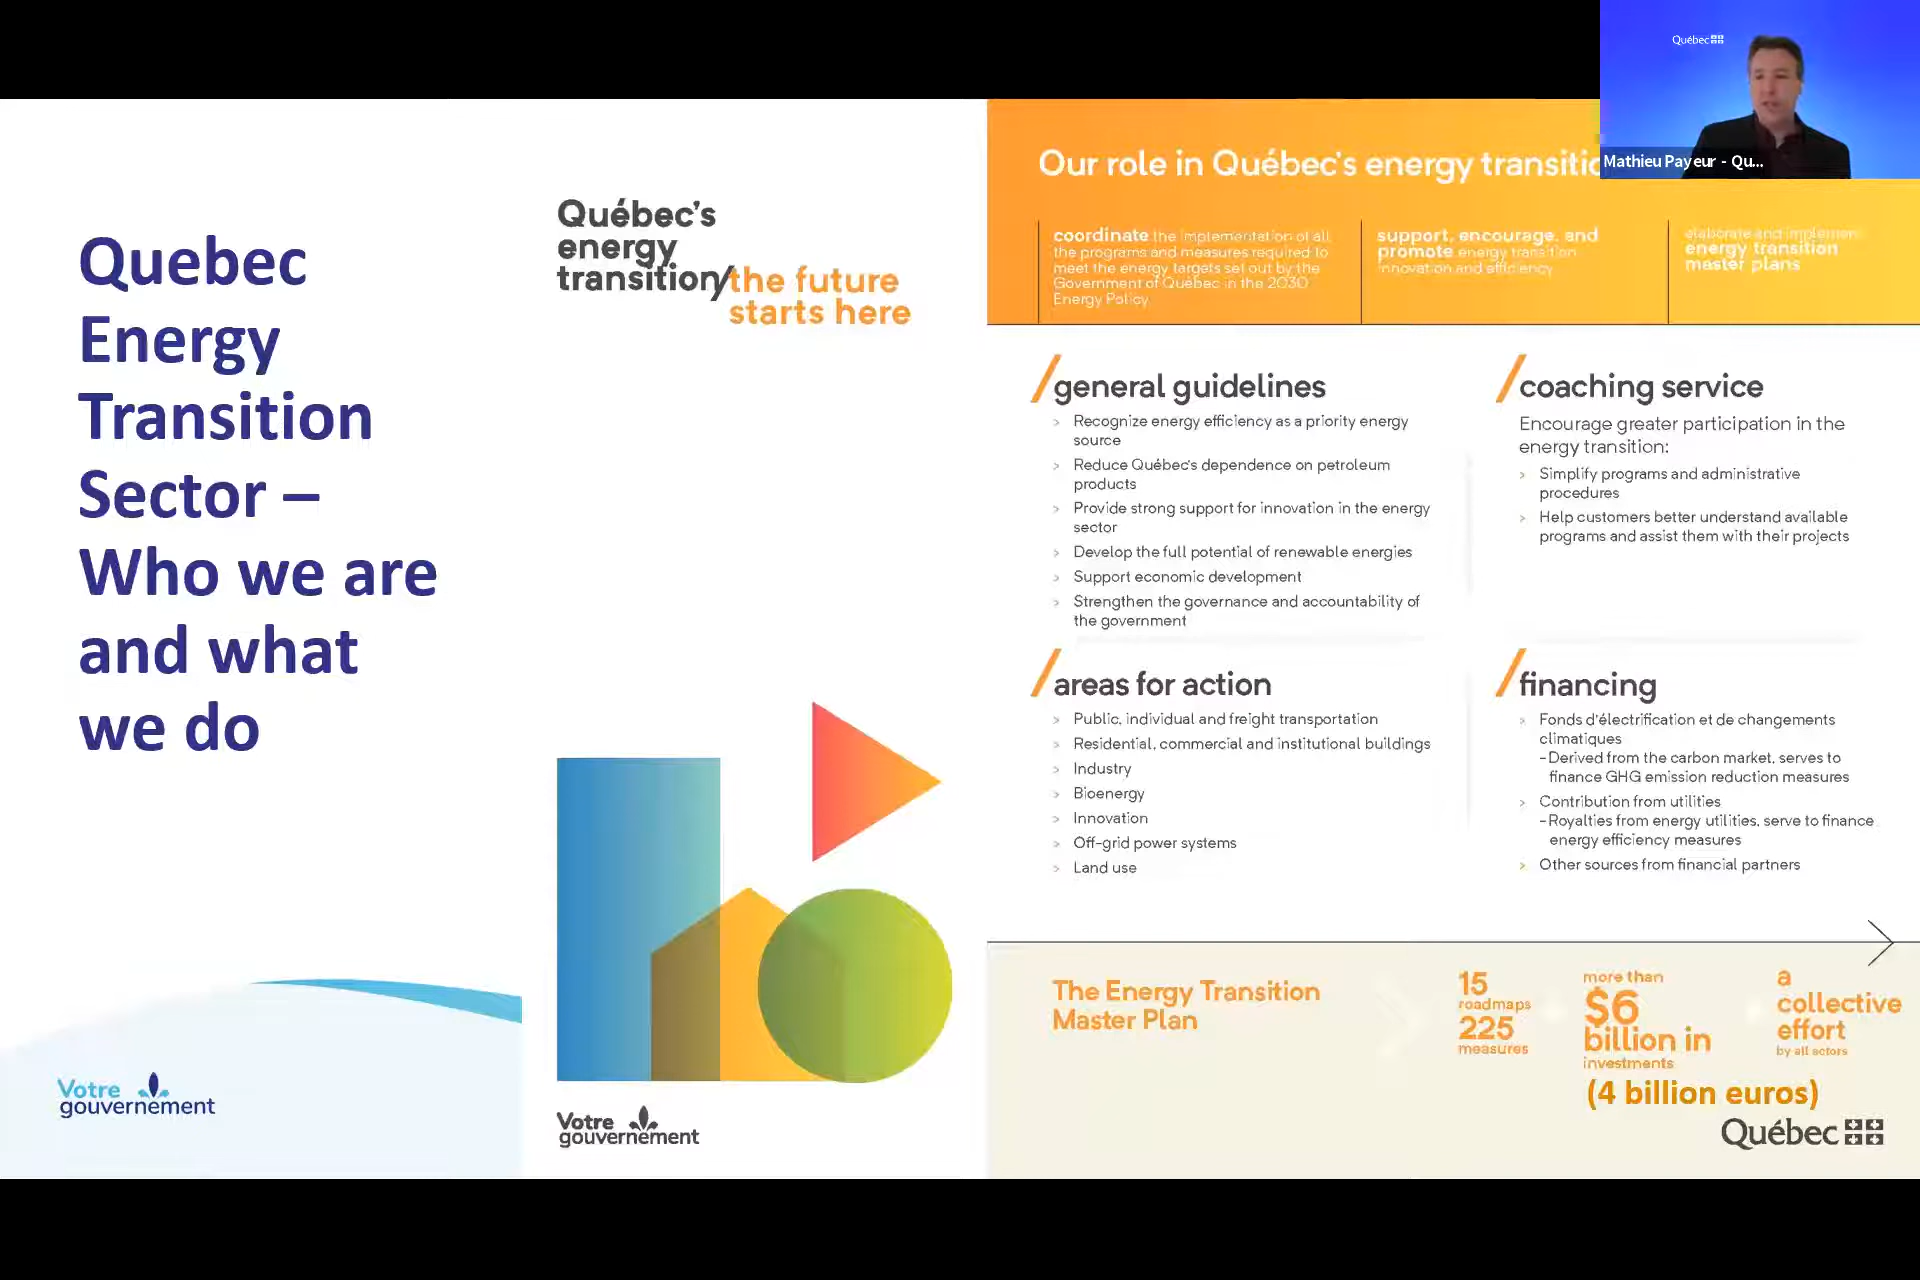 Québec
Mathieu Payeur - Qu...
Quebec
Energy
Transition
Sector –
Who we are
and what
we do
Votre
gouvernement
Québec's
energy
transition/the future
starts here
Votre
gouvernement
Our role in Québec's energy transitio
coordinate the implementation of all
the programs and measures required to
meet the energy targets set out by the
Government of Québec in the 2030
Energy Policy
support, encourage, and
promote energy transition
innovation and efficiency
elaborate and implement
energy transition
master plans
/general guidelines
> Recognize energy efficiency as a priority energy
source
> Reduce Québec's dependence on petroleum
products
> Provide strong support for innovation in the energy
sector
> Develop the full potential of renewable energies
> Support economic development
> Strengthen the governance and accountability of
the government
/coaching service
Encourage greater participation in the
energy transition:
> Simplify programs and administrative
procedures
> Help customers better understand available
programs and assist them with their projects
/areas for action
> Public, individual and freight transportation
> Residential, commercial and institutional buildings
> Industry
> Bioenergy
> Innovation
> Off-grid power systems
> Land use
/financing
> Fonds d'électrification et de changements
climatiques
-Derived from the carbon market, serves to
finance GHG emission reduction measures
> Contribution from utilities
-Royalties from energy utilities, serve to finance
energy efficiency measures
> Other sources from financial partners
The Energy Transition
Master Plan
15
roadmaps
225
measures
more than
$6
billion in
investments
(4 billion euros)
a
collective
effort
by all actors
Québec